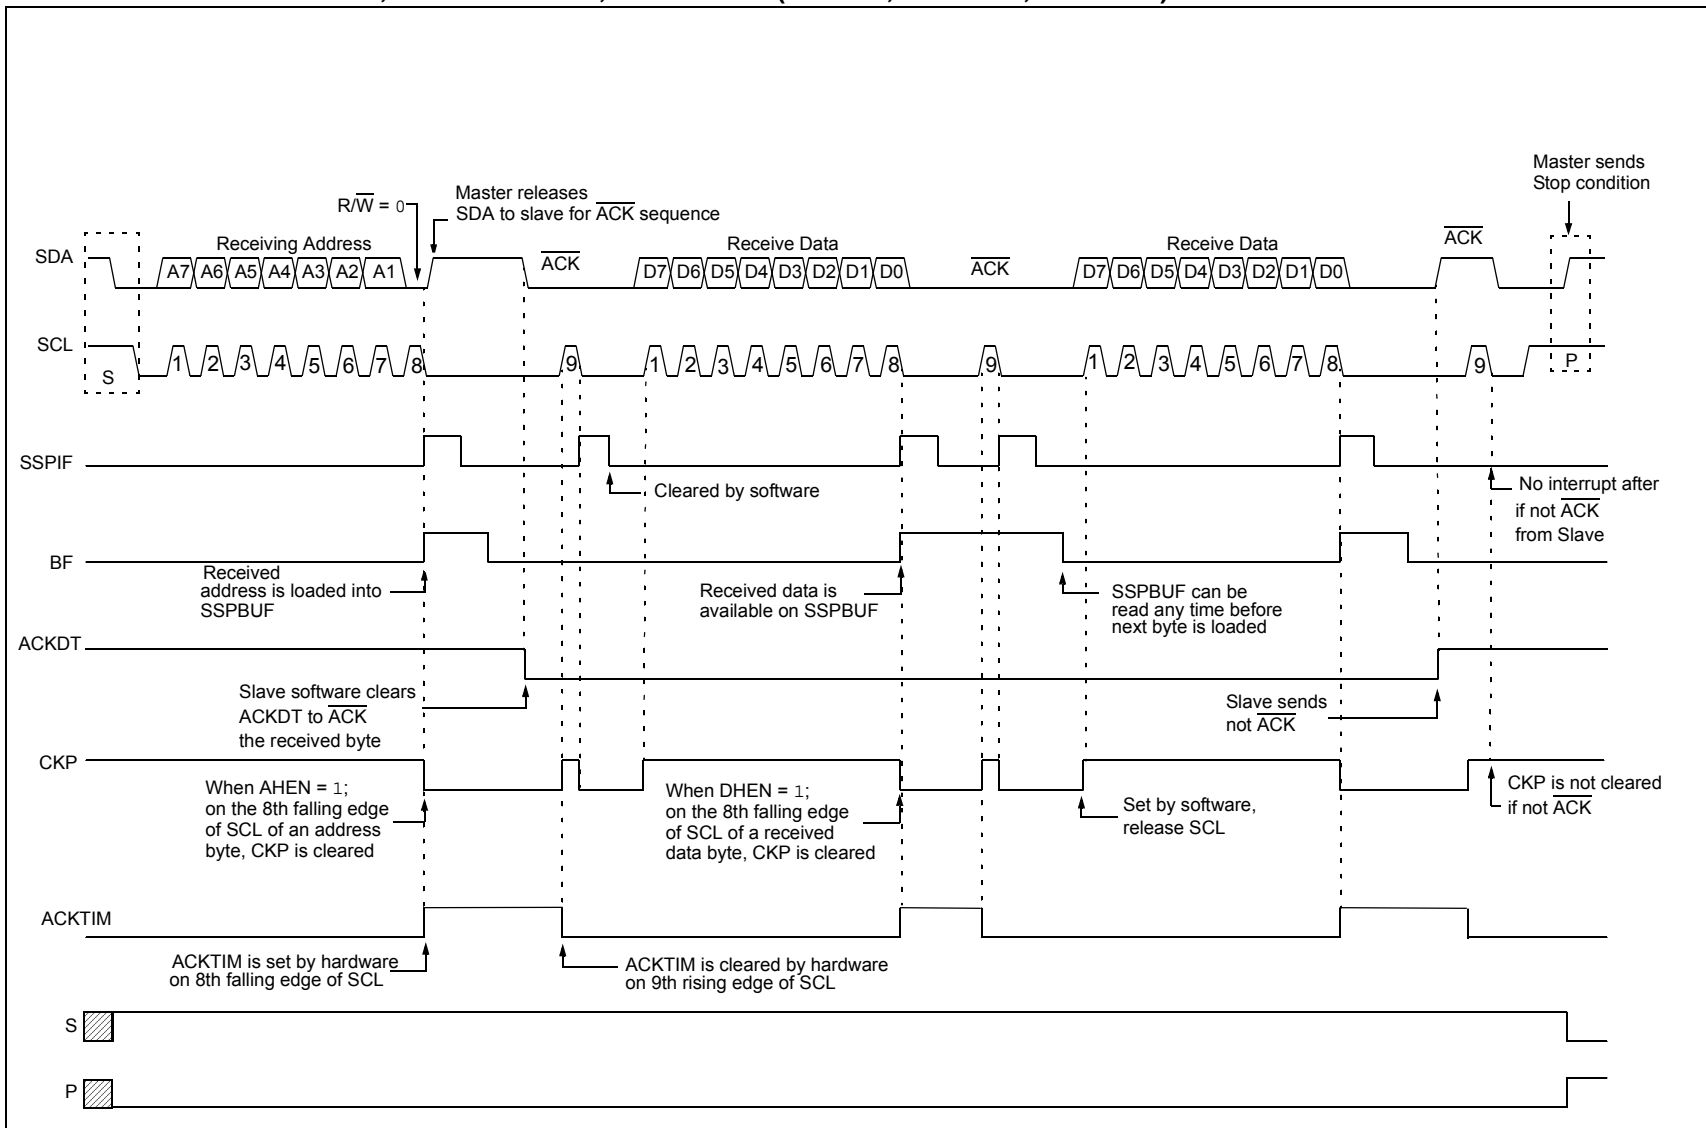 Master sends
Stop condition
R/W̅ = 0
Master releases
SDA to slave for A̅C̅K̅ sequence
SDA
Receiving Address
A7 A6 A5 A4 A3 A2 A1
A̅C̅K̅
Receive Data
D7 D6 D5 D4 D3 D2 D1 D0
A̅C̅K̅
Receive Data
D7 D6 D5 D4 D3 D2 D1 D0
A̅C̅K̅
SCL
S
1 2 3 4 5 6 7 8 9 1 2 3 4 5 6 7 8 9 1 2 3 4 5 6 7 8 9
P
SSPIF
Cleared by software
No interrupt after
if not A̅C̅K̅
from Slave
BF
Received
address is loaded into
SSPBUF
Received data is
available on SSPBUF
SSPBUF can be
read any time before
next byte is loaded
ACKDT
Slave software clears
ACKDT to A̅C̅K̅
the received byte
Slave sends
not A̅C̅K̅
CKP
When AHEN = 1;
on the 8th falling edge
of SCL of an address
byte, CKP is cleared
When DHEN = 1;
on the 8th falling edge
of SCL of a received
data byte, CKP is cleared
Set by software,
release SCL
CKP is not cleared
if not A̅C̅K̅
ACKTIM
ACKTIM is set by hardware
on 8th falling edge of SCL
ACKTIM is cleared by hardware
on 9th rising edge of SCL
S
P